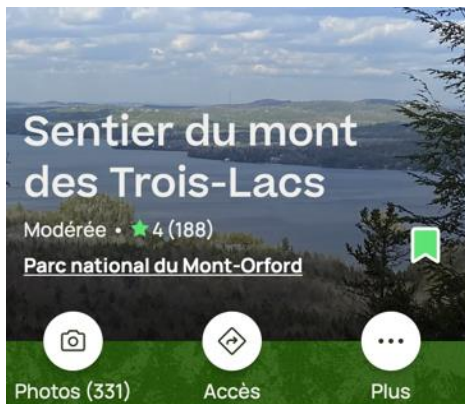 Sentier du mont
des Trois-Lacs
Modérée • ★ 4 (188)
Parc national du Mont-Orford
Photos (331) Accès Plus